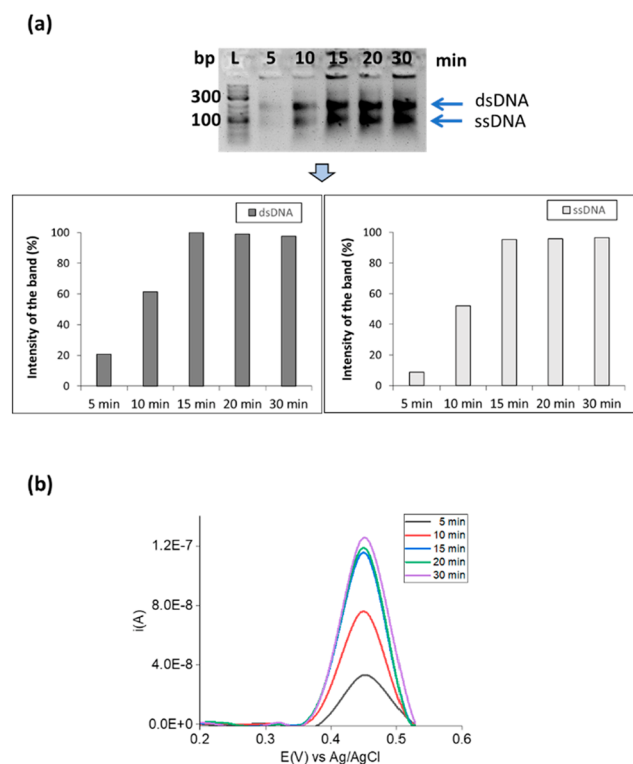 (a)
bp L 5 10 15 20 30 min
300
100
dsDNA
ssDNA
dsDNA
Intensity of the band (%)
100
80
60
40
20
0
5 min 10 min 15 min 20 min 30 min
ssDNA
Intensity of the band (%)
100
80
60
40
20
0
5 min 10 min 15 min 20 min 30 min
(b)
5 min
10 min
15 min
20 min
30 min
i(A)
1.2E-7
8.0E-8
4.0E-8
0.0E+0
0.2 0.3 0.4 0.5 0.6
E(V) vs Ag/AgCl